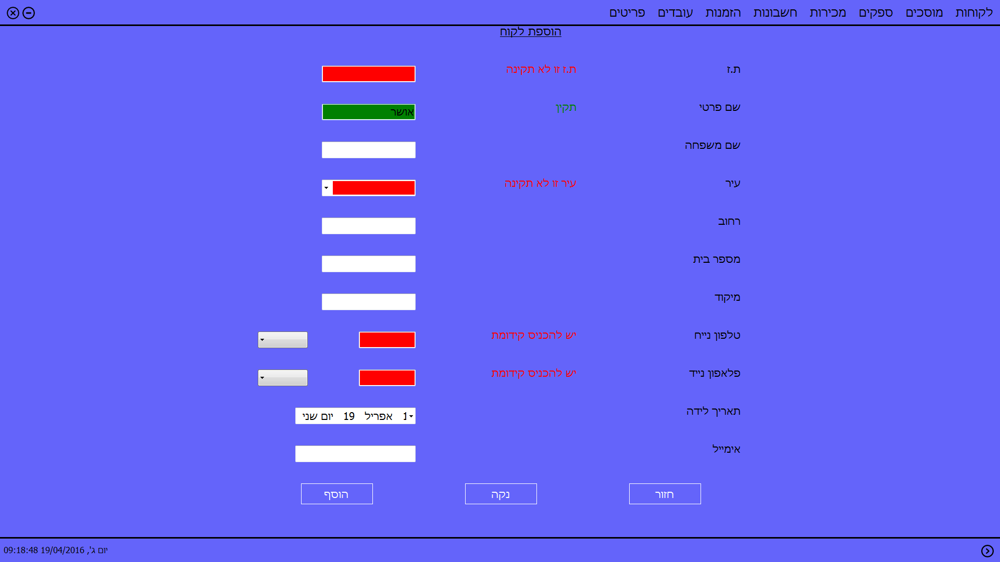 לקוחות מוסכים ספקים מכירות חשבונות הזמנות עובדים פריטים
הוספת לקוח
ת.ז ת.ז זו לא תקינה
שם פרטי תקין אושר
שם משפחה
עיר עיר זו לא תקינה
רחוב
מספר בית
מיקוד
טלפון נייח יש להכניס קידומת
פלאפון נייד יש להכניס קידומת
תאריך לידה 1 אפריל 19 יום שני
אימייל
חזור נקה הוסף
יום ג', 19/04/2016 09:18:48